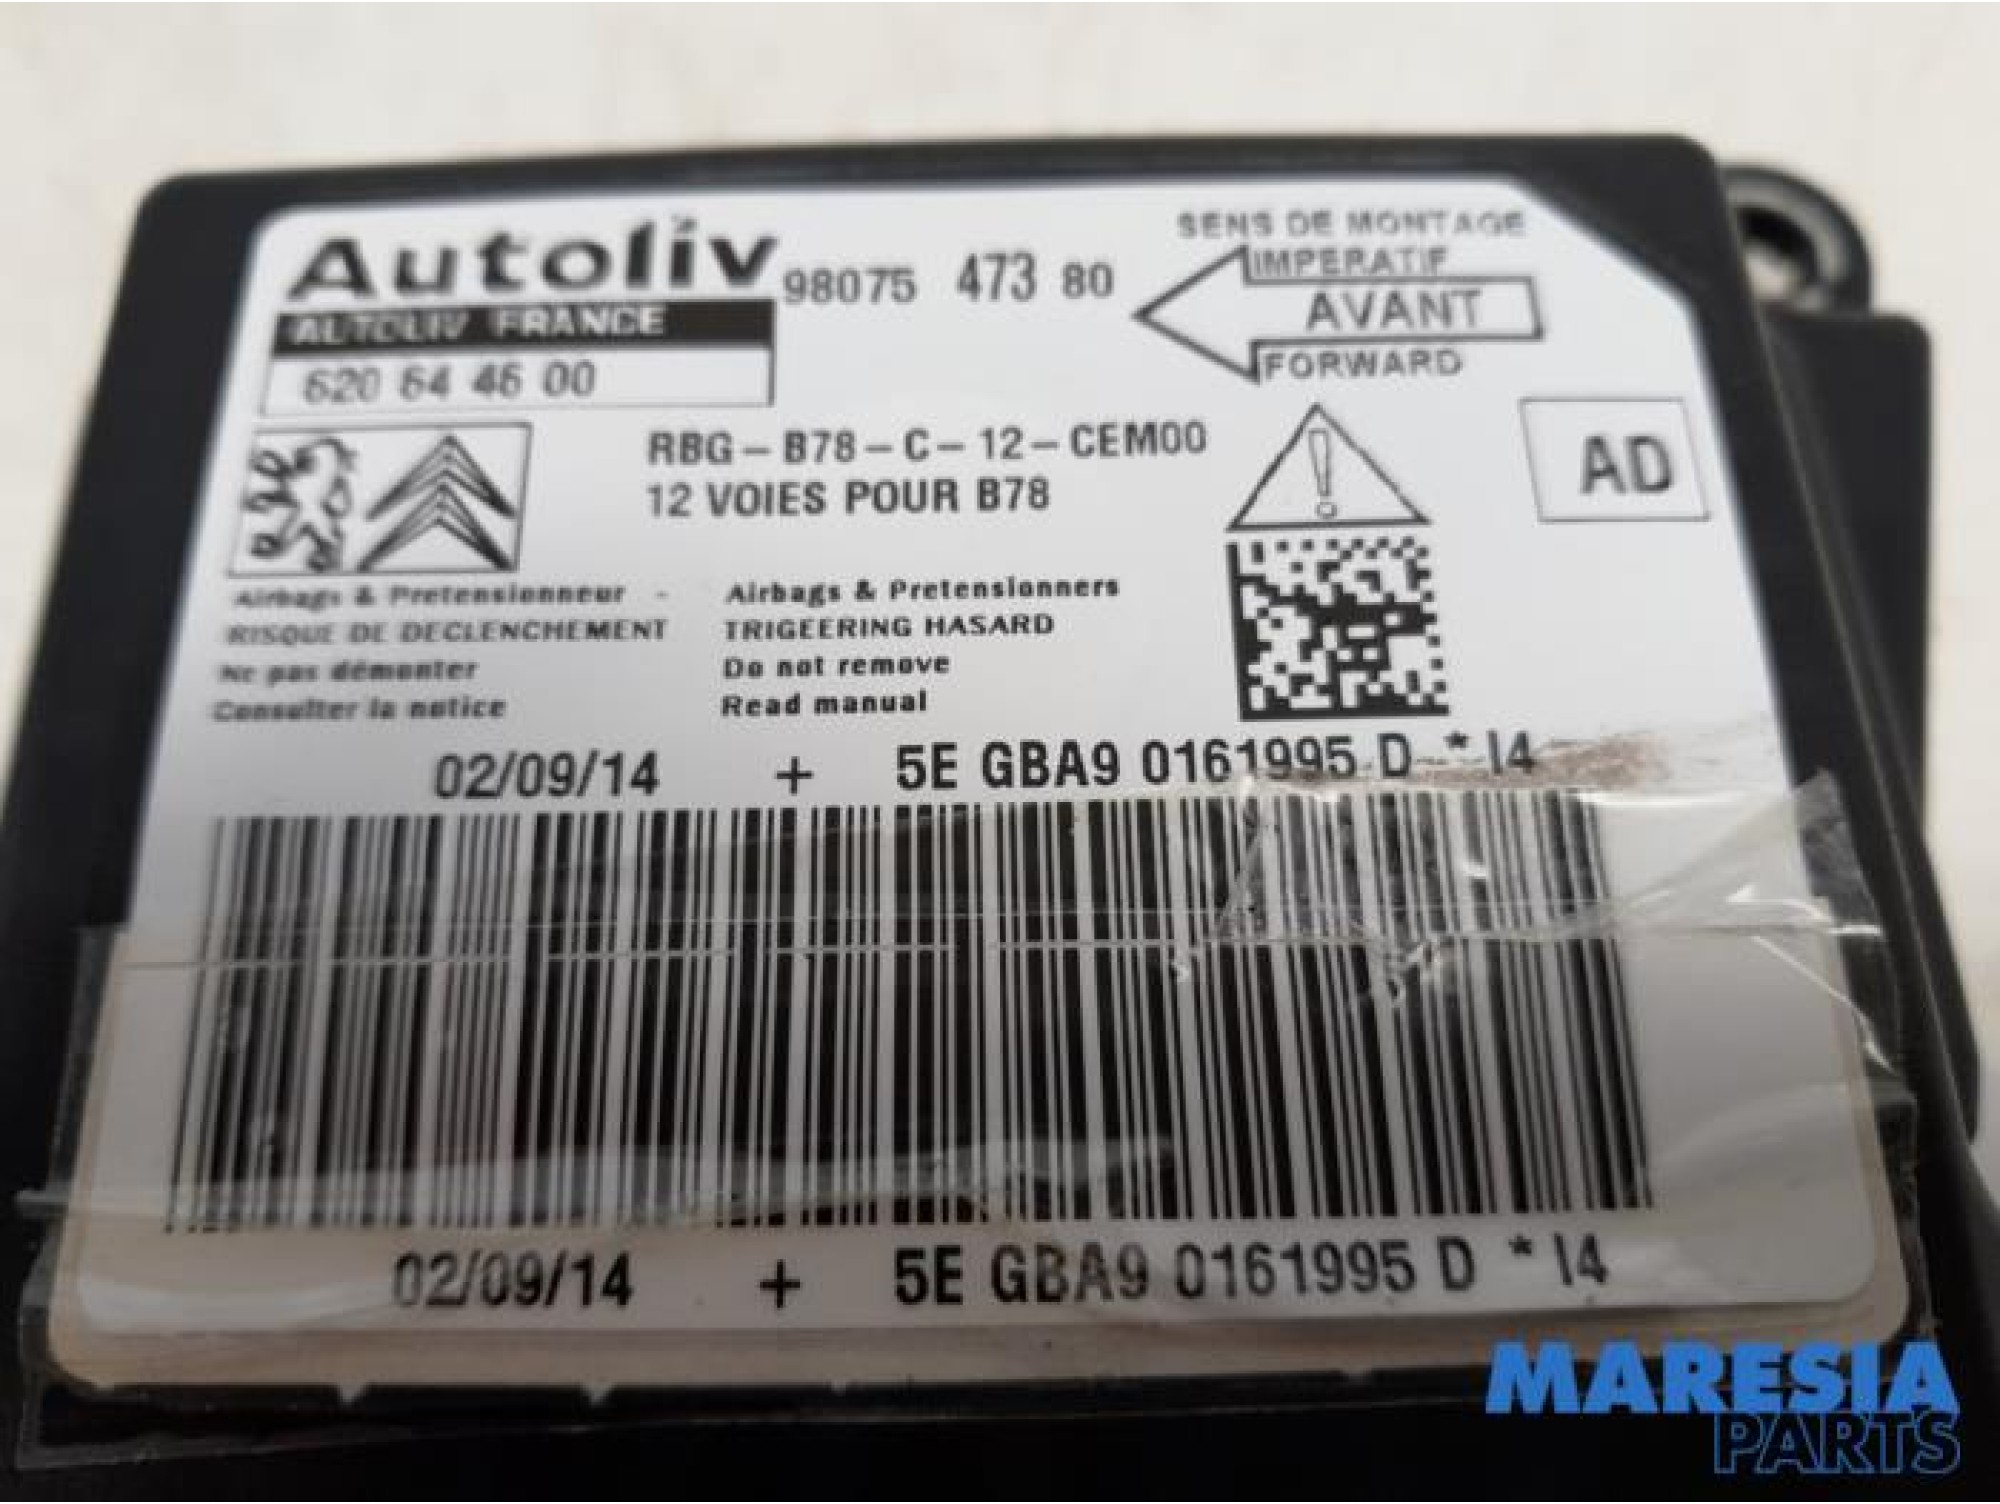 Autoliv 98075 473 80
AUTOLIV FRANCE
620 64 46 00
SENS DE MONTAGE
IMPERATIF
AVANT
FORWARD
RBG-B78-C-12-CEM00
12 VOIES POUR B78
AD
Airbags & Pretensionneur -
RISQUE DE DECLENCHEMENT
Ne pas démonter
Consulter la notice
Airbags & Pretensionners
TRIGEERING HASARD
Do not remove
Read manual
02/09/14 + 5E GBA9 0161995 D * I4
02/09/14 + 5E GBA9 0161995 D * I4
MARESIA
PARTS